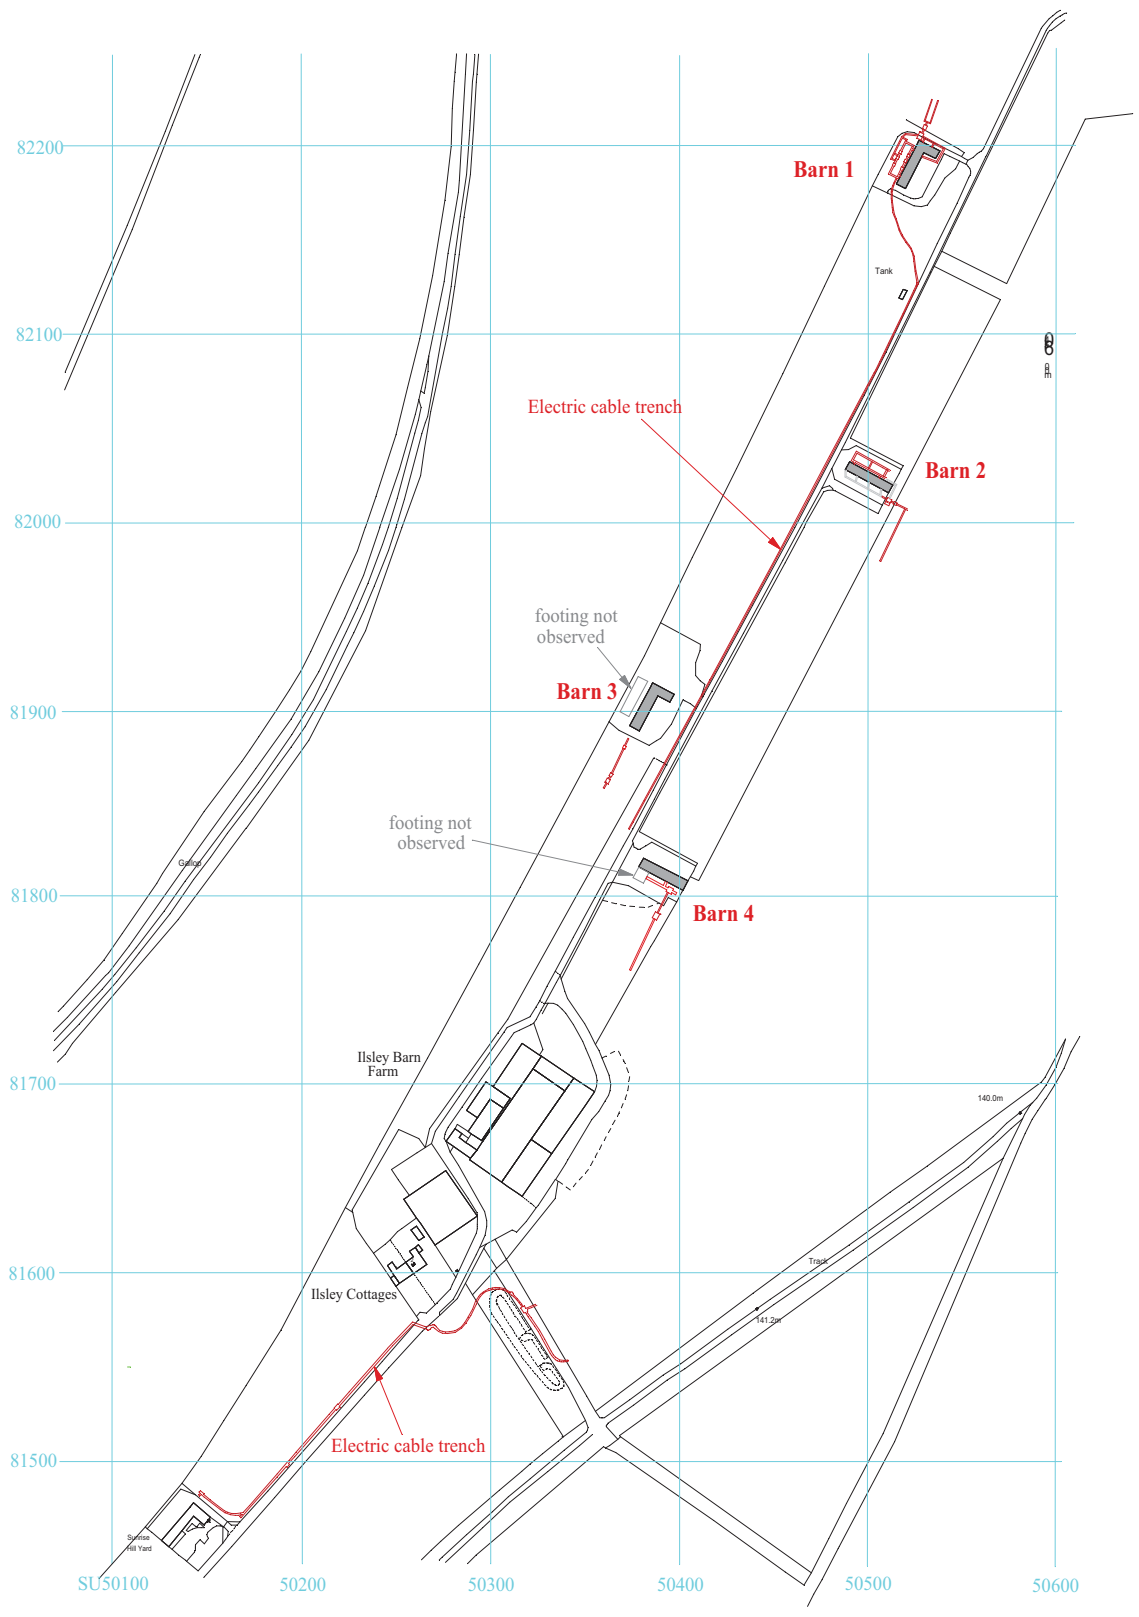 82200
Barn 1
Tank
82100
Electric cable trench
Barn 2
82000
footing not
observed
Barn 3
81900
footing not
observed
Gallop
81800
Barn 4
Ilsley Barn
Farm
81700
140.0m
81600
Track
Ilsley Cottages
141.2m
Electric cable trench
81500
Sunrise
Hill Yard
SU50100
50200
50300
50400
50500
50600